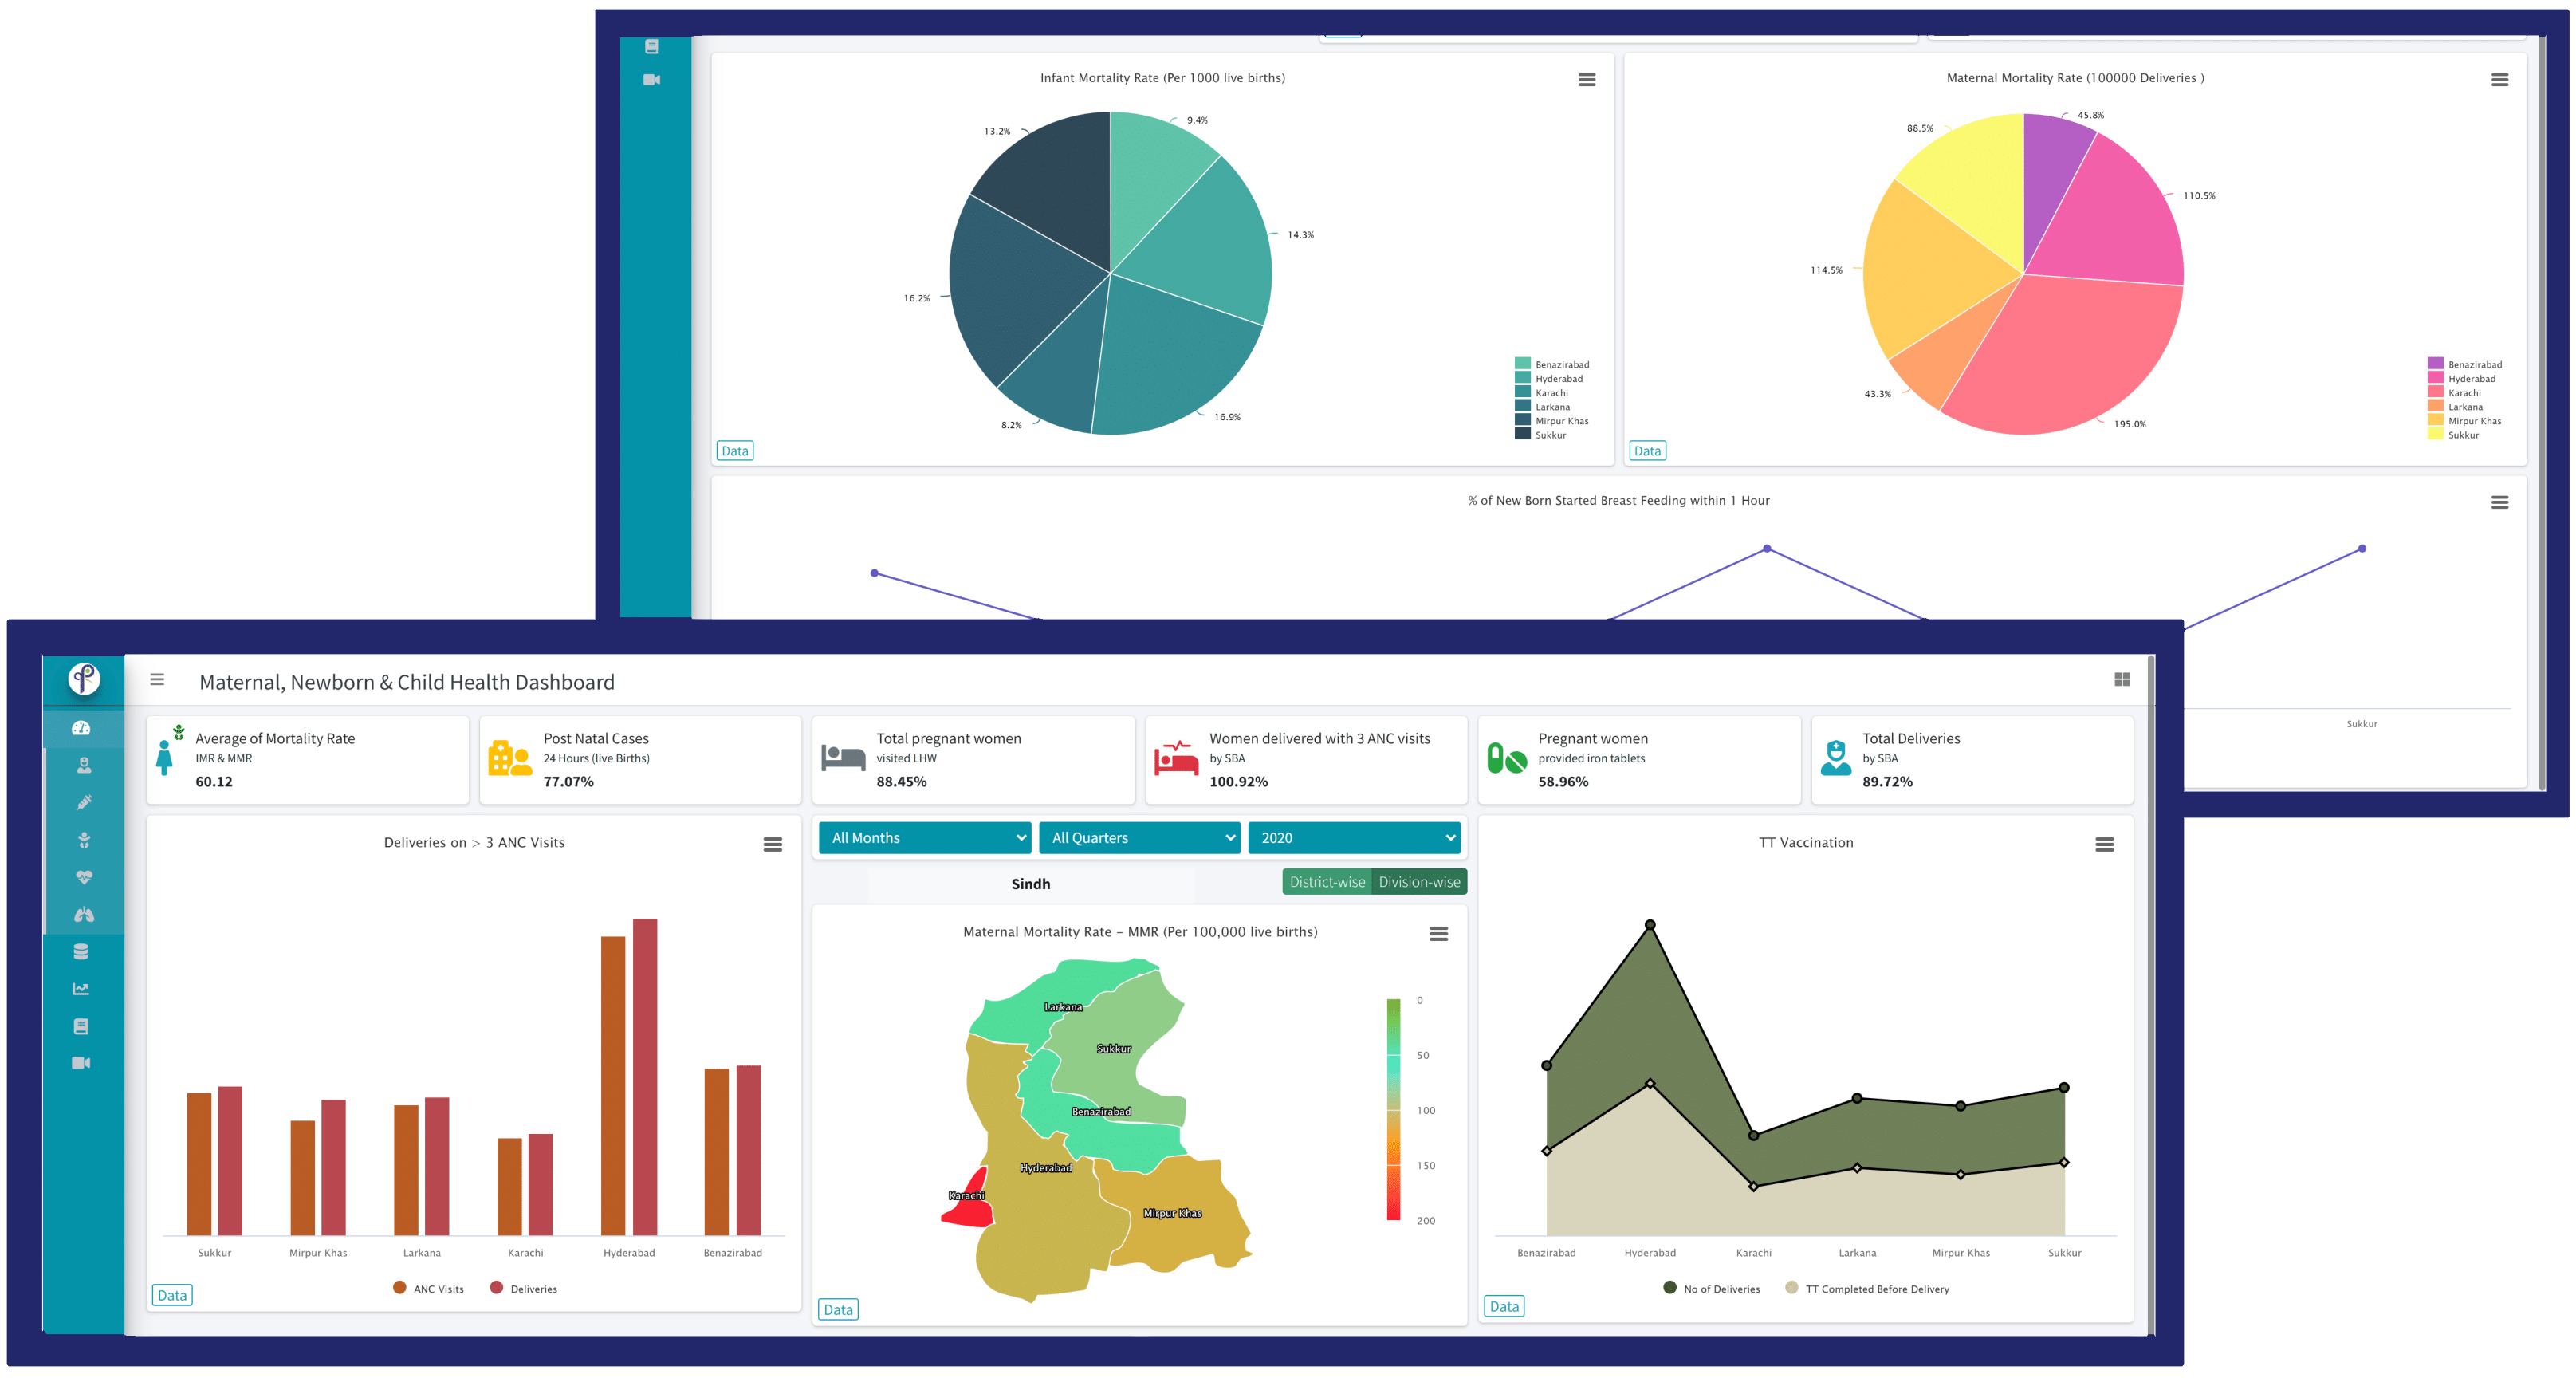 Infant Mortality Rate (Per 1000 live births)
9.4%
14.3%
16.9%
8.2%
16.2%
13.2%
Benazirabad
Hyderabad
Karachi
Larkana
Mirpur Khas
Sukkur
Data
Maternal Mortality Rate (100000 Deliveries )
45.8%
110.5%
195.0%
43.3%
114.5%
88.5%
Benazirabad
Hyderabad
Karachi
Larkana
Mirpur Khas
Sukkur
Data
% of New Born Started Breast Feeding within 1 Hour
Sukkur
Maternal, Newborn & Child Health Dashboard
Average of Mortality Rate
IMR & MMR
60.12
Post Natal Cases
24 Hours (live Births)
77.07%
Total pregnant women
visited LHW
88.45%
Women delivered with 3 ANC visits
by SBA
100.92%
Pregnant women
provided iron tablets
58.96%
Total Deliveries
by SBA
89.72%
Deliveries on > 3 ANC Visits
Sukkur
Mirpur Khas
Larkana
Karachi
Hyderabad
Benazirabad
ANC Visits
Deliveries
Data
All Months
All Quarters
2020
Sindh
District-wise
Division-wise
Maternal Mortality Rate – MMR (Per 100,000 live births)
Larkana
Sukkur
Benazirabad
Hyderabad
Karachi
Mirpur Khas
0
50
100
150
200
Data
TT Vaccination
Benazirabad
Hyderabad
Karachi
Larkana
Mirpur Khas
Sukkur
No of Deliveries
TT Completed Before Delivery
Data